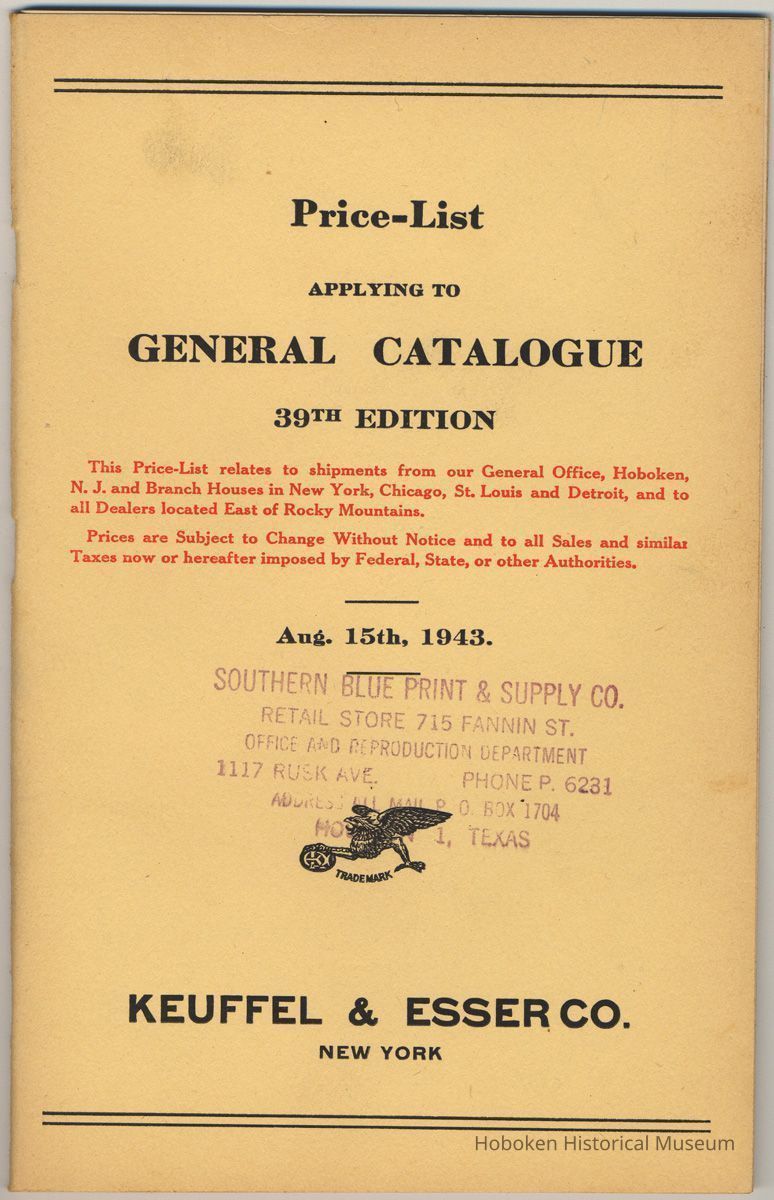 Price-List
APPLYING TO
GENERAL CATALOGUE
39TH EDITION
This Price-List relates to shipments from our General Office, Hoboken,
N. J. and Branch Houses in New York, Chicago, St. Louis and Detroit, and to
all Dealers located East of Rocky Mountains.
Prices are Subject to Change Without Notice and to all Sales and similar
Taxes now or hereafter imposed by Federal, State, or other Authorities.
Aug. 15th, 1943.
SOUTHERN BLUE PRINT & SUPPLY CO.
RETAIL STORE 715 FANNIN ST.
OFFICE AND REPRODUCTION DEPARTMENT
1117 RUSK AVE. PHONE P. 6231
ADDRESS ALL MAIL P. O. BOX 1704
1, TEXAS
TRADEMARK
KEUFFEL & ESSER CO.
NEW YORK
Hoboken Historical Museum